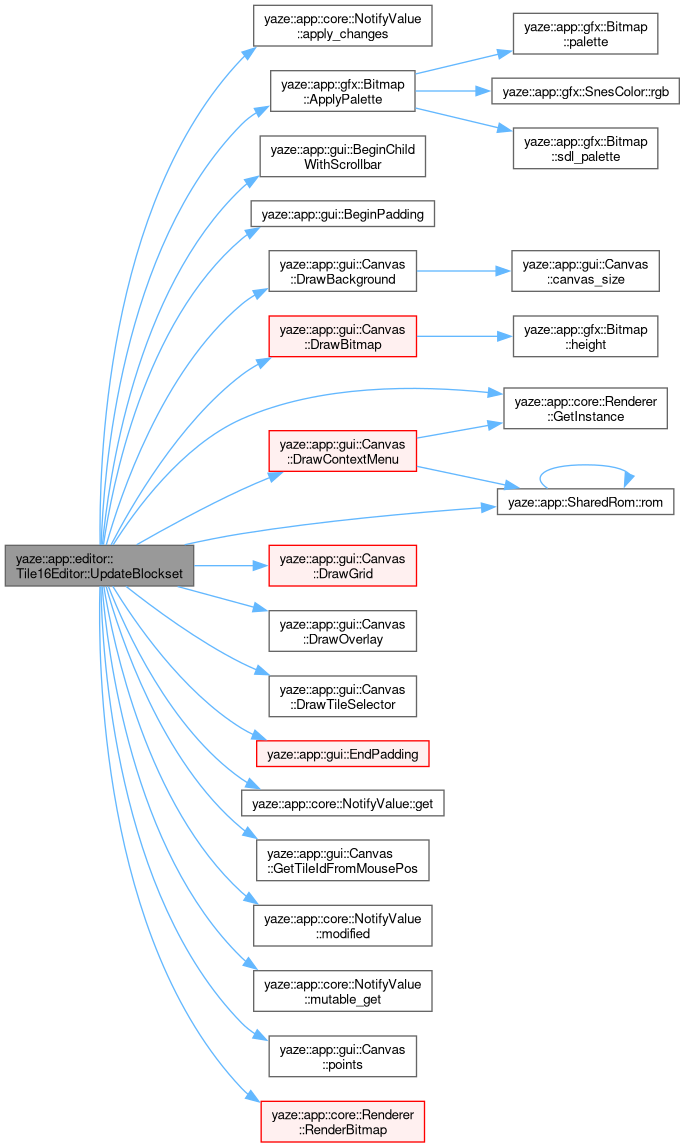 yaze::app::core::NotifyValue
::apply_changes
yaze::app::gfx::Bitmap
::palette
yaze::app::gfx::Bitmap
::ApplyPalette
yaze::app::gfx::SnesColor::rgb
yaze::app::gfx::Bitmap
::sdl_palette
yaze::app::gui::BeginChild
WithScrollbar
yaze::app::gui::BeginPadding
yaze::app::gui::Canvas
::DrawBackground
yaze::app::gui::Canvas
::canvas_size
yaze::app::gui::Canvas
::DrawBitmap
yaze::app::gfx::Bitmap
::height
yaze::app::core::Renderer
::GetInstance
yaze::app::gui::Canvas
::DrawContextMenu
yaze::app::SharedRom::rom
yaze::app::editor::
Tile16Editor::UpdateBlockset
yaze::app::gui::Canvas
::DrawGrid
yaze::app::gui::Canvas
::DrawOverlay
yaze::app::gui::Canvas
::DrawTileSelector
yaze::app::gui::EndPadding
yaze::app::core::NotifyValue::get
yaze::app::gui::Canvas
::GetTileIdFromMousePos
yaze::app::core::NotifyValue
::modified
yaze::app::core::NotifyValue
::mutable_get
yaze::app::gui::Canvas
::points
yaze::app::core::Renderer
::RenderBitmap